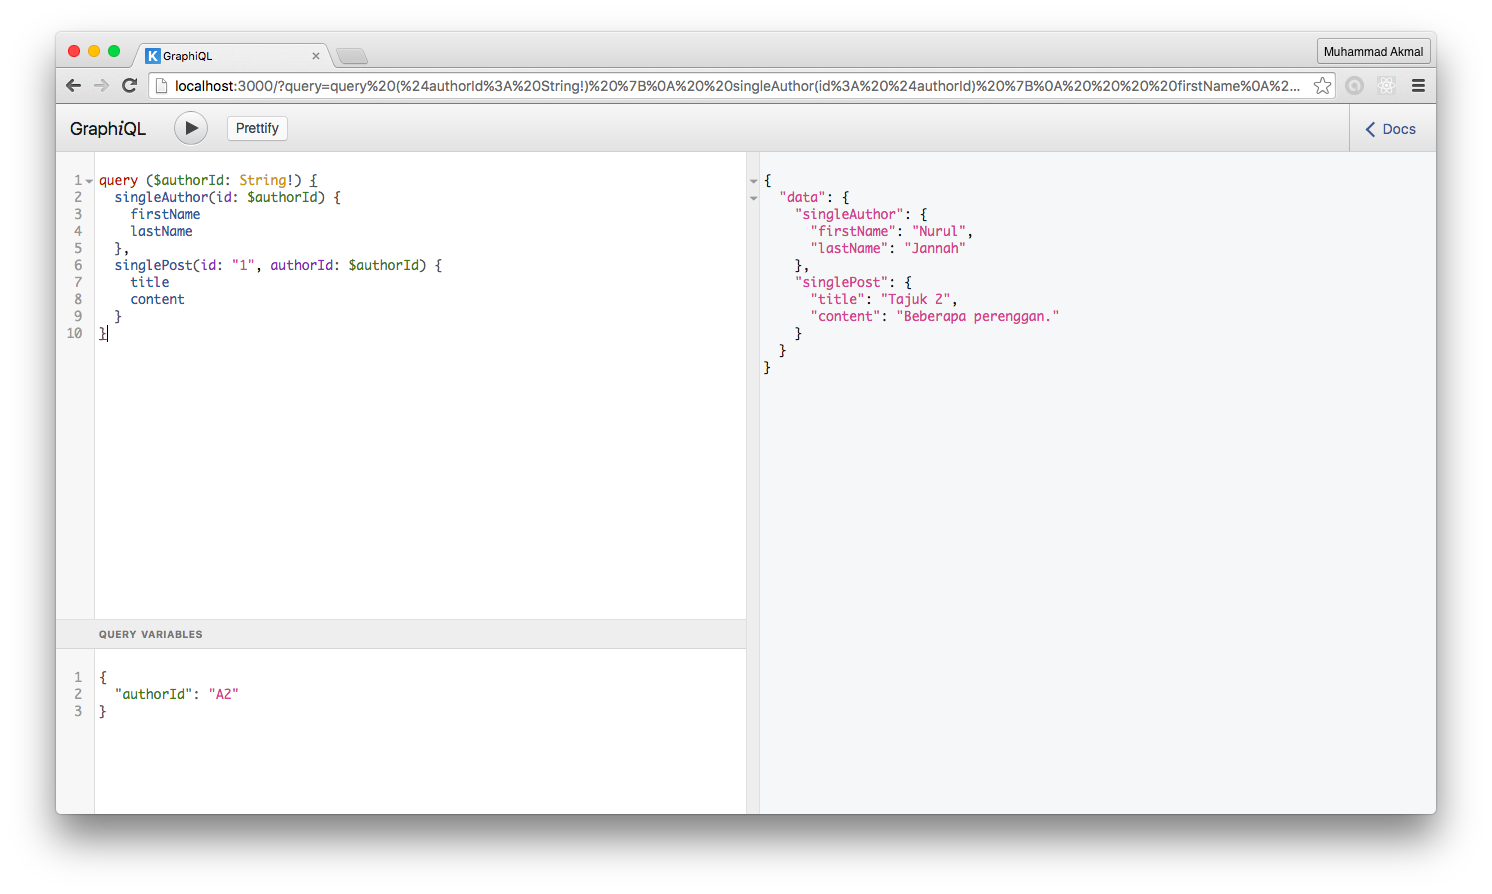 GraphiQL
Muhammad Akmal
localhost:3000/?query=query%20(%24authorId%3A%20String!)%20%7B%0A%20%20singleAuthor(id%3A%20%24authorId)%20%7B%0A%20%20%20%20firstName%0A%2...
GraphiQL
Prettify
Docs
1 query ($authorId: String!) {
2 singleAuthor(id: $authorId) {
3 firstName
4 lastName
5 },
6 singlePost(id: "1", authorId: $authorId) {
7 title
8 content
9 }
10 }
QUERY VARIABLES
1 {
2 "authorId": "A2"
3 }
{
"data": {
"singleAuthor": {
"firstName": "Nurul",
"lastName": "Jannah"
},
"singlePost": {
"title": "Tajuk 2",
"content": "Beberapa perenggan."
}
}
}